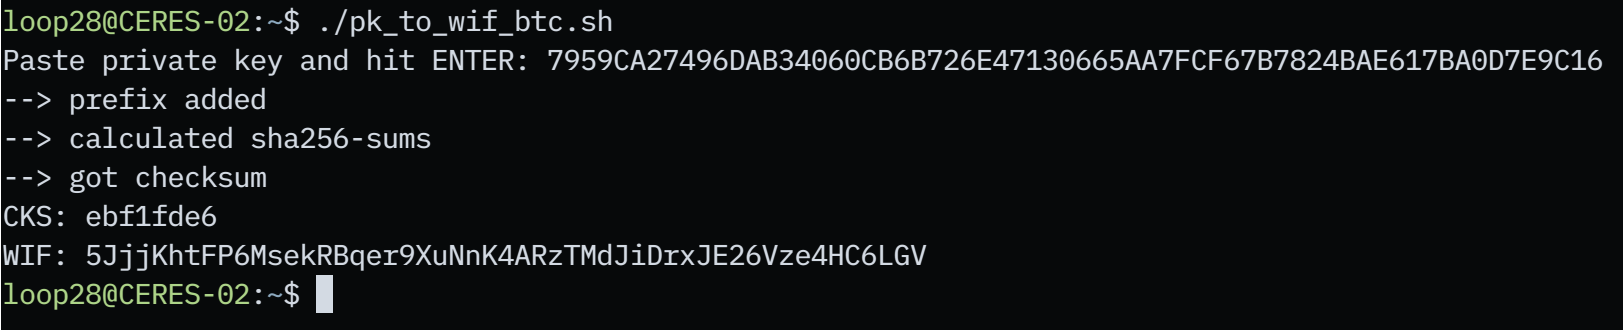 loop28@CERES-02:~$ ./pk_to_wif_btc.sh
Paste private key and hit ENTER: 7959CA27496DAB34060CB6B726E47130665AA7FCF67B7824BAE617BA0D7E9C16
--> prefix added
--> calculated sha256-sums
--> got checksum
CKS: ebf1fde6
WIF: 5JjjKhtFP6MsekRBqer9XuNnK4ARzTMdJiDrxJE26Vze4HC6LGV
loop28@CERES-02:~$